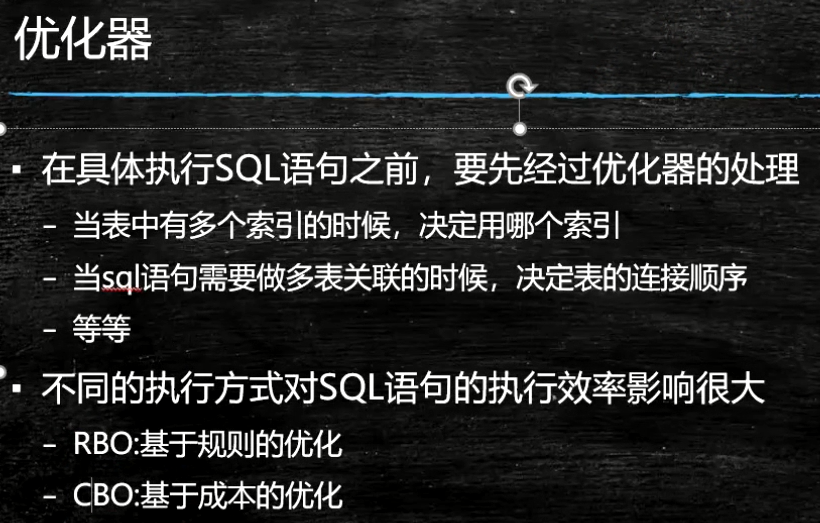 优化器
▪ 在具体执行SQL语句之前，要先经过优化器的处理
– 当表中有多个索引的时候，决定用哪个索引
– 当sql语句需要做多表关联的时候，决定表的连接顺序
– 等等
▪ 不同的执行方式对SQL语句的执行效率影响很大
– RBO:基于规则的优化
– CBO:基于成本的优化